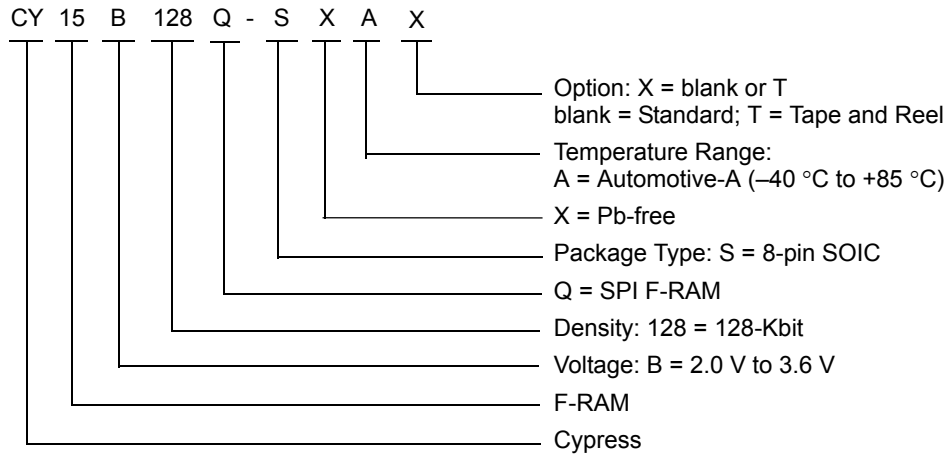 CY 15 B 128 Q - S X A X
Option: X = blank or T
blank = Standard; T = Tape and Reel
Temperature Range:
A = Automotive-A (–40 °C to +85 °C)
X = Pb-free
Package Type: S = 8-pin SOIC
Q = SPI F-RAM
Density: 128 = 128-Kbit
Voltage: B = 2.0 V to 3.6 V
F-RAM
Cypress